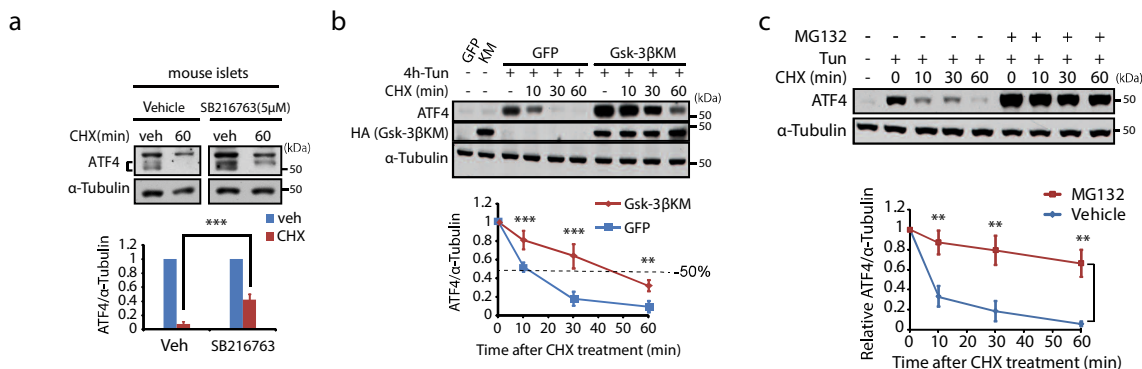 a
mouse islets
Vehicle SB216763(5μM)
CHX(min) veh 60 veh 60
(kDa)
ATF4
50
α-Tubulin
50
veh
CHX
***
ATF4/α-Tubulin
1.2
1
0.8
0.6
0.4
0.2
0
Veh SB216763
b
GFP KM GFP Gsk-3βKM
4h-Tun - - + + + + + + + +
CHX (min) - - - 10 30 60 - 10 30 60
(kDa)
ATF4
50
HA (Gsk-3βKM)
50
α-Tubulin
50
Gsk-3βKM
GFP
*** *** **
50%
ATF4/α-Tubulin
1.2
1
0.8
0.6
0.4
0.2
0
0 10 20 30 40 50 60
Time after CHX treatment (min)
c
MG132 - - - - - + + + +
Tun - + + + + + + + +
CHX (min) - 0 10 30 60 0 10 30 60
(kDa)
ATF4
50
α-Tubulin
50
MG132
Vehicle
** ** **
Relative ATF4/α-Tubulin
1.2
1
0.8
0.6
0.4
0.2
0
0 10 20 30 40 50 60
Time after CHX treatment (min)